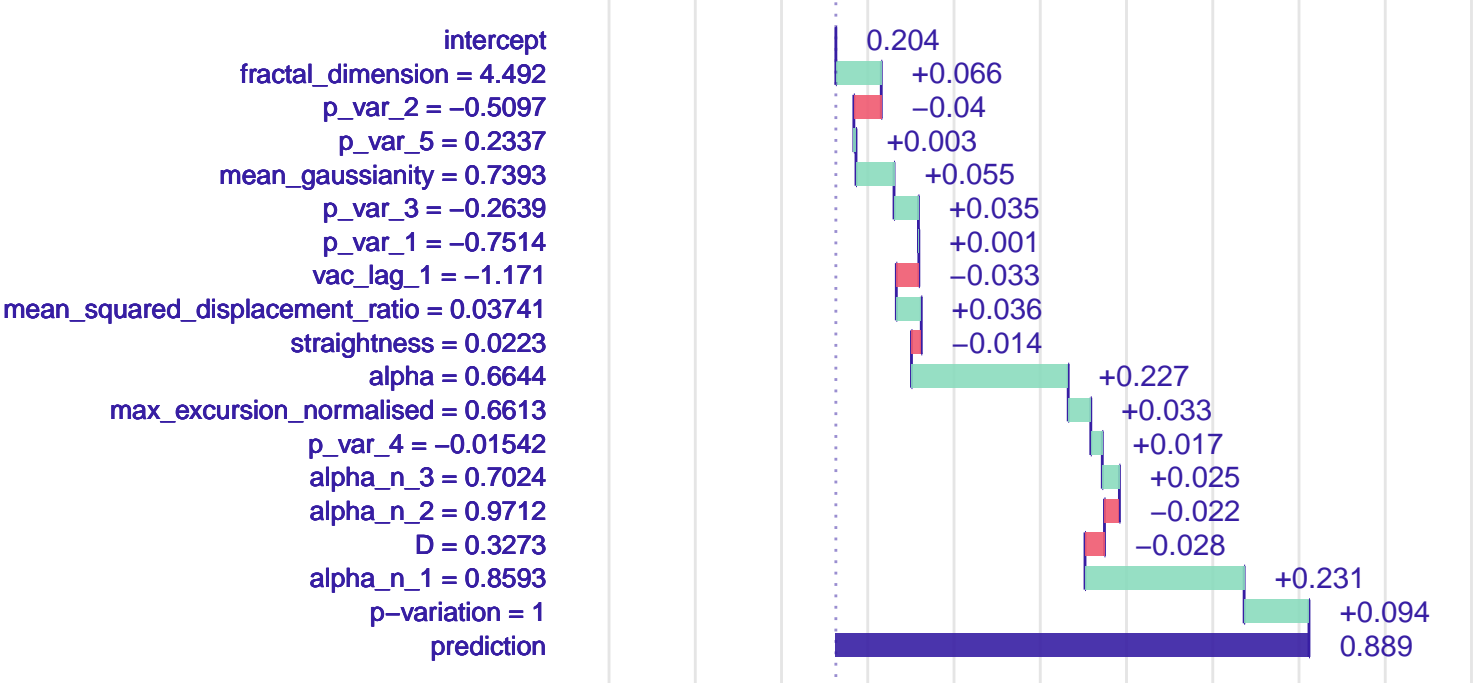 intercept 0.204
fractal_dimension = 4.492 +0.066
p_var_2 = −0.5097 −0.04
p_var_5 = 0.2337 +0.003
mean_gaussianity = 0.7393 +0.055
p_var_3 = −0.2639 +0.035
p_var_1 = −0.7514 +0.001
vac_lag_1 = −1.171 −0.033
mean_squared_displacement_ratio = 0.03741 +0.036
straightness = 0.0223 −0.014
alpha = 0.6644 +0.227
max_excursion_normalised = 0.6613 +0.033
p_var_4 = −0.01542 +0.017
alpha_n_3 = 0.7024 +0.025
alpha_n_2 = 0.9712 −0.022
D = 0.3273 −0.028
alpha_n_1 = 0.8593 +0.231
p−variation = 1 +0.094
prediction 0.889